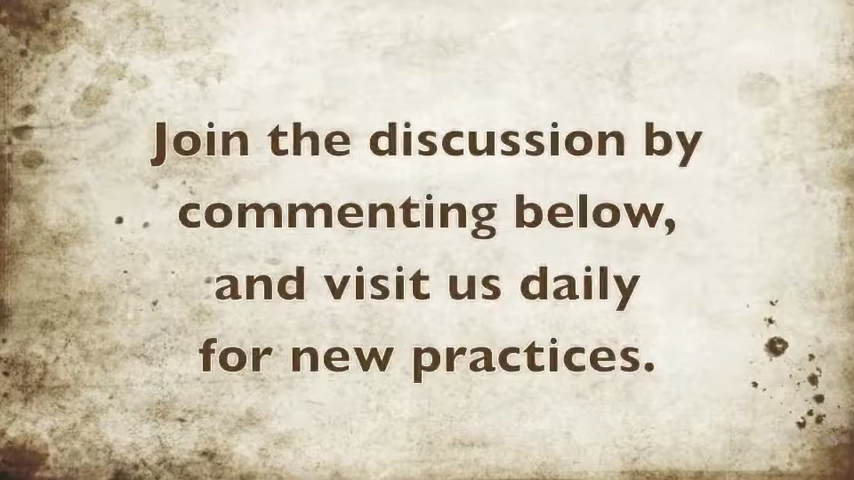 Join the discussion by
commenting below,
and visit us daily
for new practices.